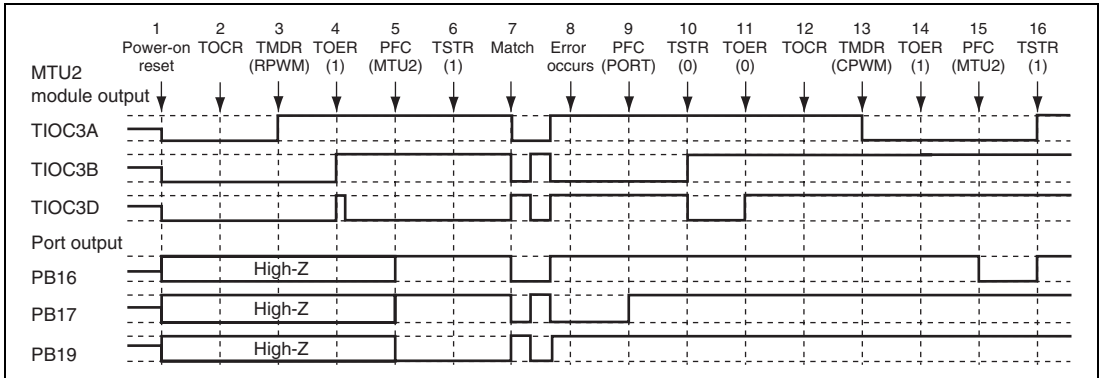 1 2 3 4 5 6 7 8 9 10 11 12 13 14 15 16
Power-on TOCR TMDR TOER PFC TSTR Match Error PFC TSTR TOER TOCR TMDR TOER PFC TSTR
reset (RPWM) (1) (MTU2) (1) occurs (PORT) (0) (0) (CPWM) (1) (MTU2) (1)
MTU2
module output
TIOC3A
TIOC3B
TIOC3D
Port output
PB16 High-Z
PB17 High-Z
PB19 High-Z